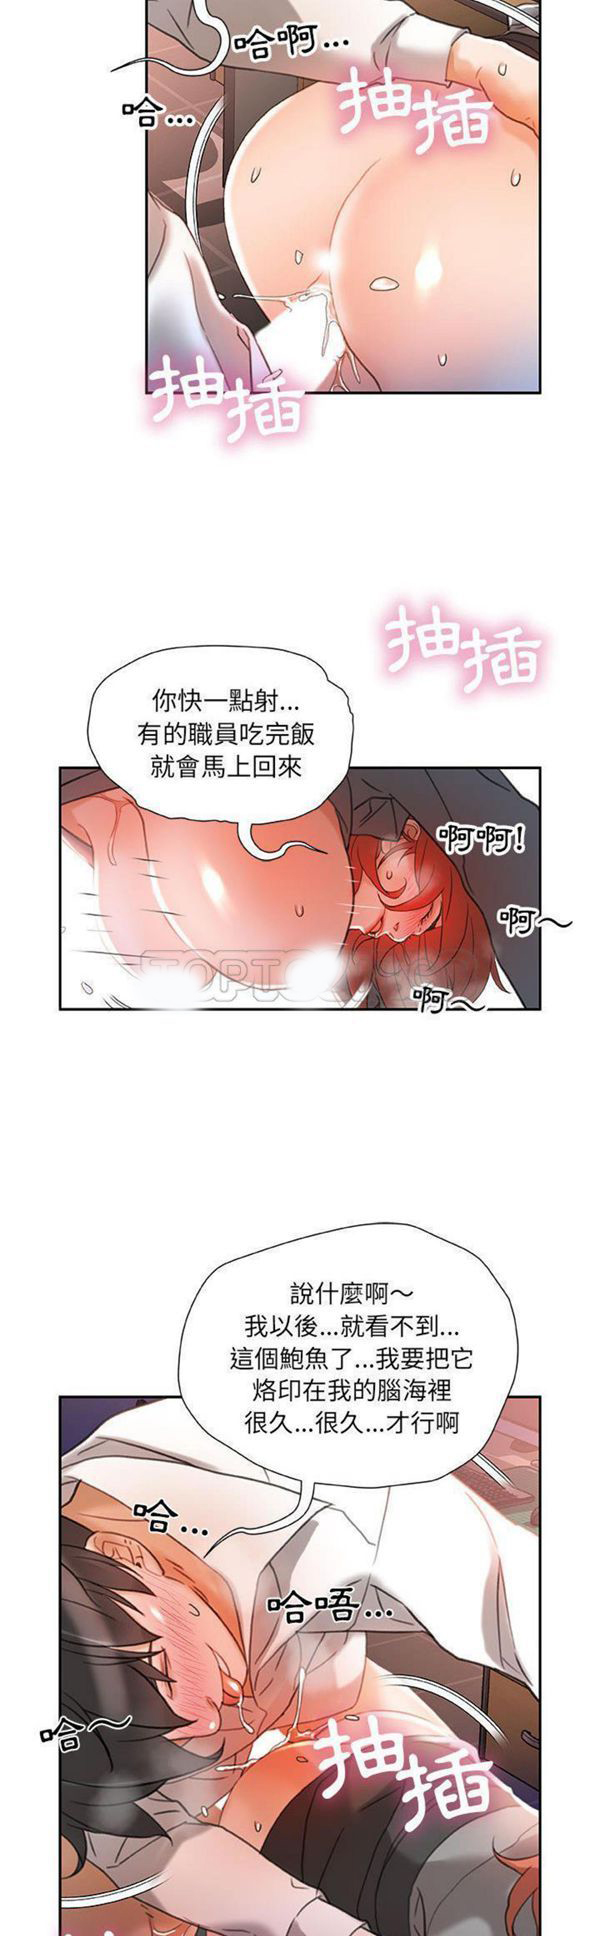 哈啊...
抽插
哈...
抽插
抽插
你快一點射...
有的職員吃完飯
就會馬上回來
啊啊!
啊～
啊～
說什麼啊～
我以後...就看不到...
這個鮑魚了...我要把它
烙印在我的腦海裡
很久...很久...才行啊
哈...
哈唔...
哈～
抽插